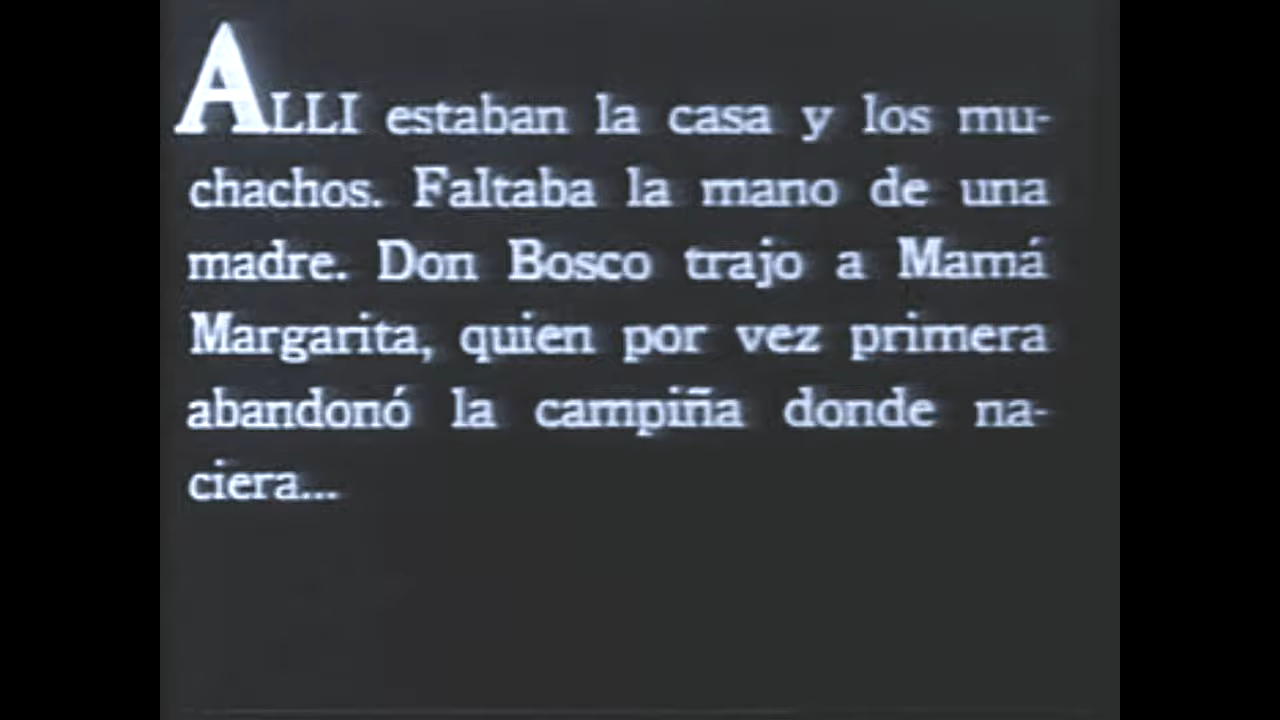 ALLI estaban la casa y los mu-
chachos. Faltaba la mano de una
madre. Don Bosco trajo a Mamá
Margarita, quien por vez primera
abandonó la campiña donde na-
ciera...